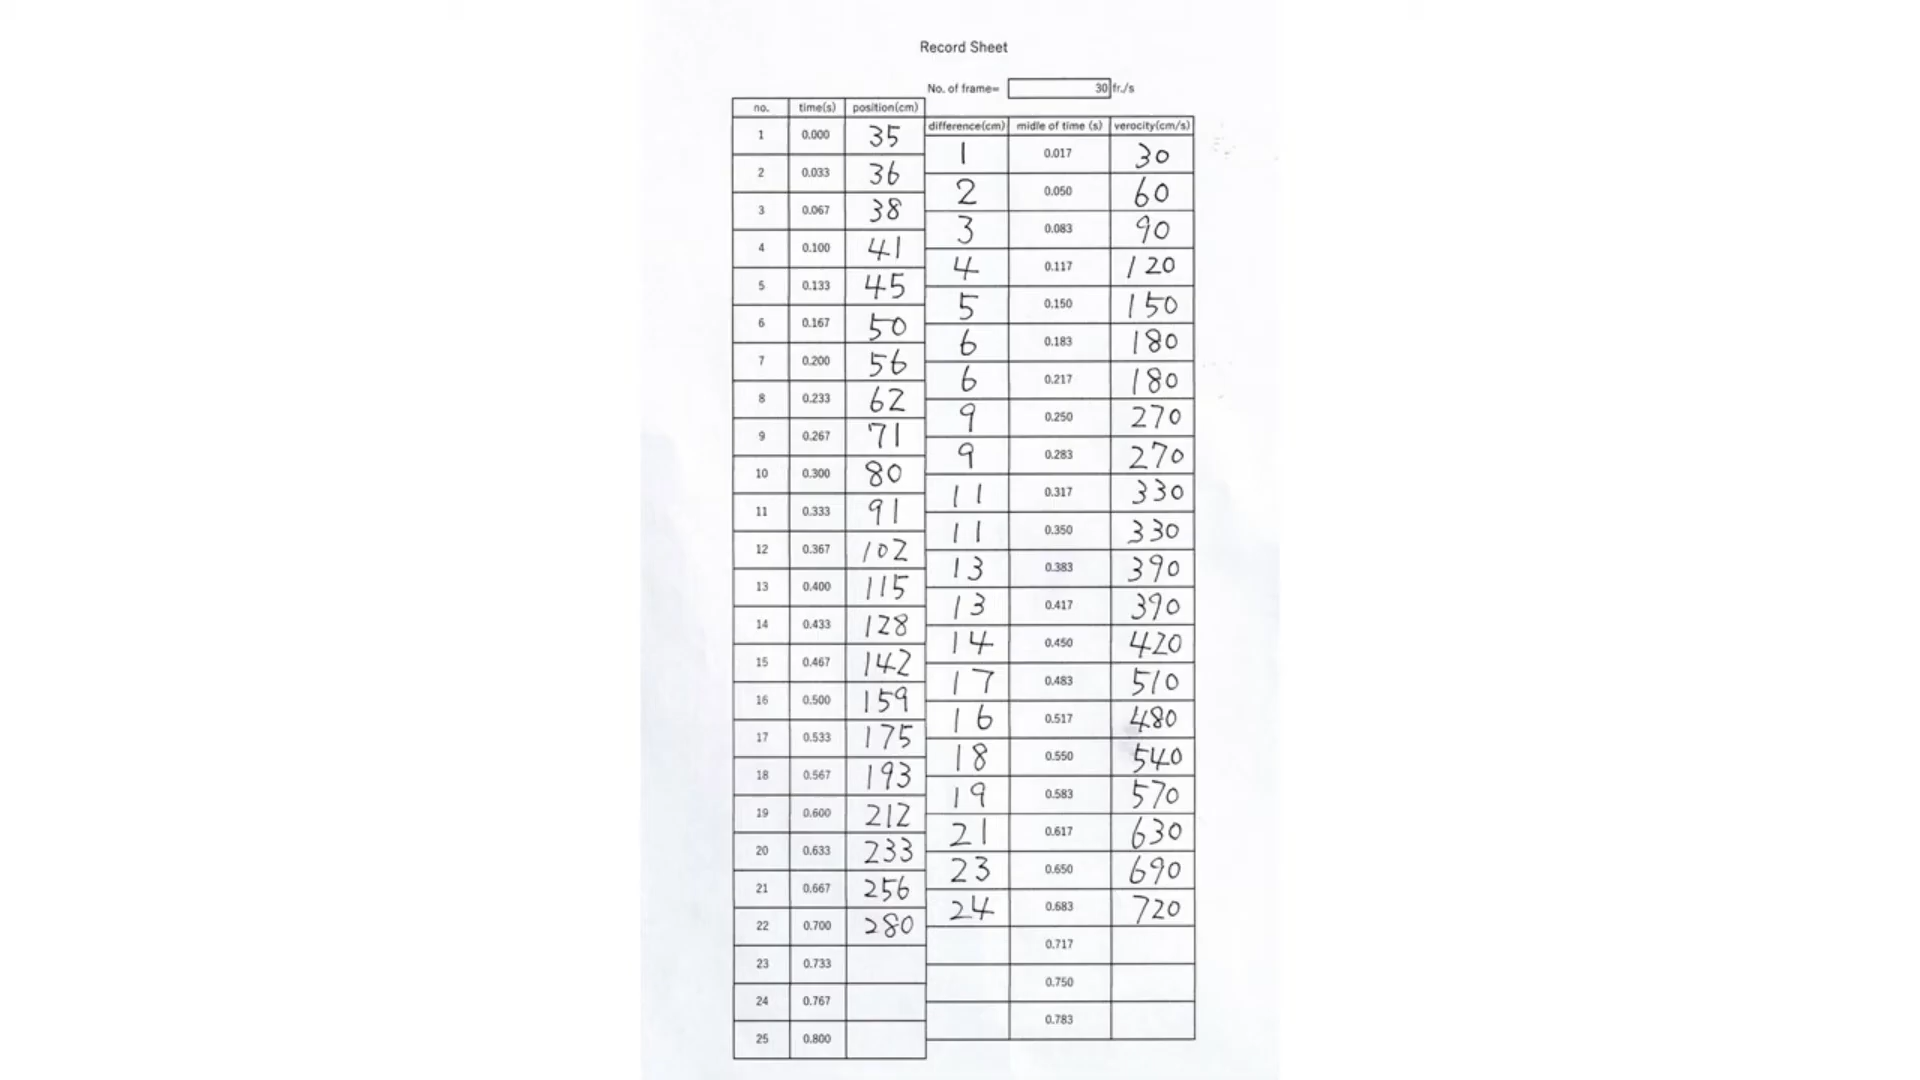 Record Sheet
No. of frame= 30 fr./s
no. time(s) position(cm)
difference(cm) midle of time (s) verocity(cm/s)
1 0.000 35
1 0.017 30
2 0.033 36
2 0.050 60
3 0.067 38
3 0.083 90
4 0.100 41
4 0.117 120
5 0.133 45
5 0.150 150
6 0.167 50
6 0.183 180
7 0.200 56
6 0.217 180
8 0.233 62
9 0.250 270
9 0.267 71
9 0.283 270
10 0.300 80
11 0.317 330
11 0.333 91
11 0.350 330
12 0.367 102
13 0.383 390
13 0.400 115
13 0.417 390
14 0.433 128
14 0.450 420
15 0.467 142
17 0.483 510
16 0.500 159
16 0.517 480
17 0.533 175
18 0.550 540
18 0.567 193
19 0.583 570
19 0.600 212
21 0.617 630
20 0.633 233
23 0.650 690
21 0.667 256
24 0.683 720
22 0.700 280
0.717
23 0.733
0.750
24 0.767
0.783
25 0.800